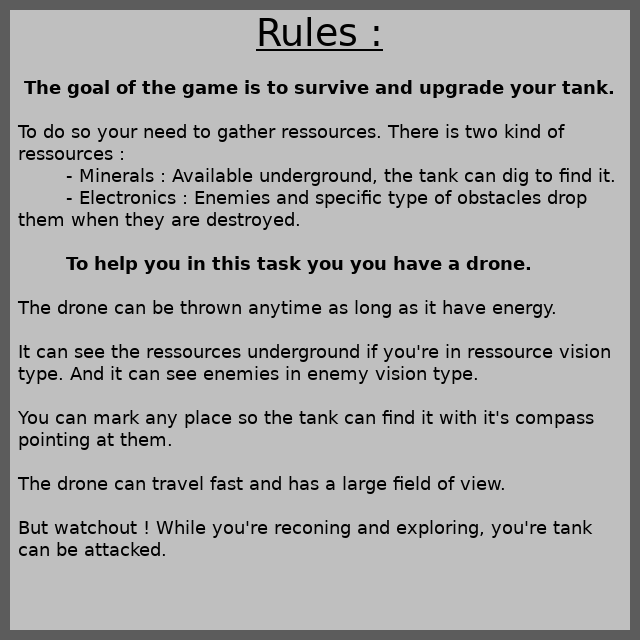 Rules :
The goal of the game is to survive and upgrade your tank.
To do so your need to gather ressources. There is two kind of
ressources :
- Minerals : Available underground, the tank can dig to find it.
- Electronics : Enemies and specific type of obstacles drop
them when they are destroyed.
To help you in this task you you have a drone.
The drone can be thrown anytime as long as it have energy.
It can see the ressources underground if you're in ressource vision
type. And it can see enemies in enemy vision type.
You can mark any place so the tank can find it with it's compass
pointing at them.
The drone can travel fast and has a large field of view.
But watchout ! While you're reconing and exploring, you're tank
can be attacked.